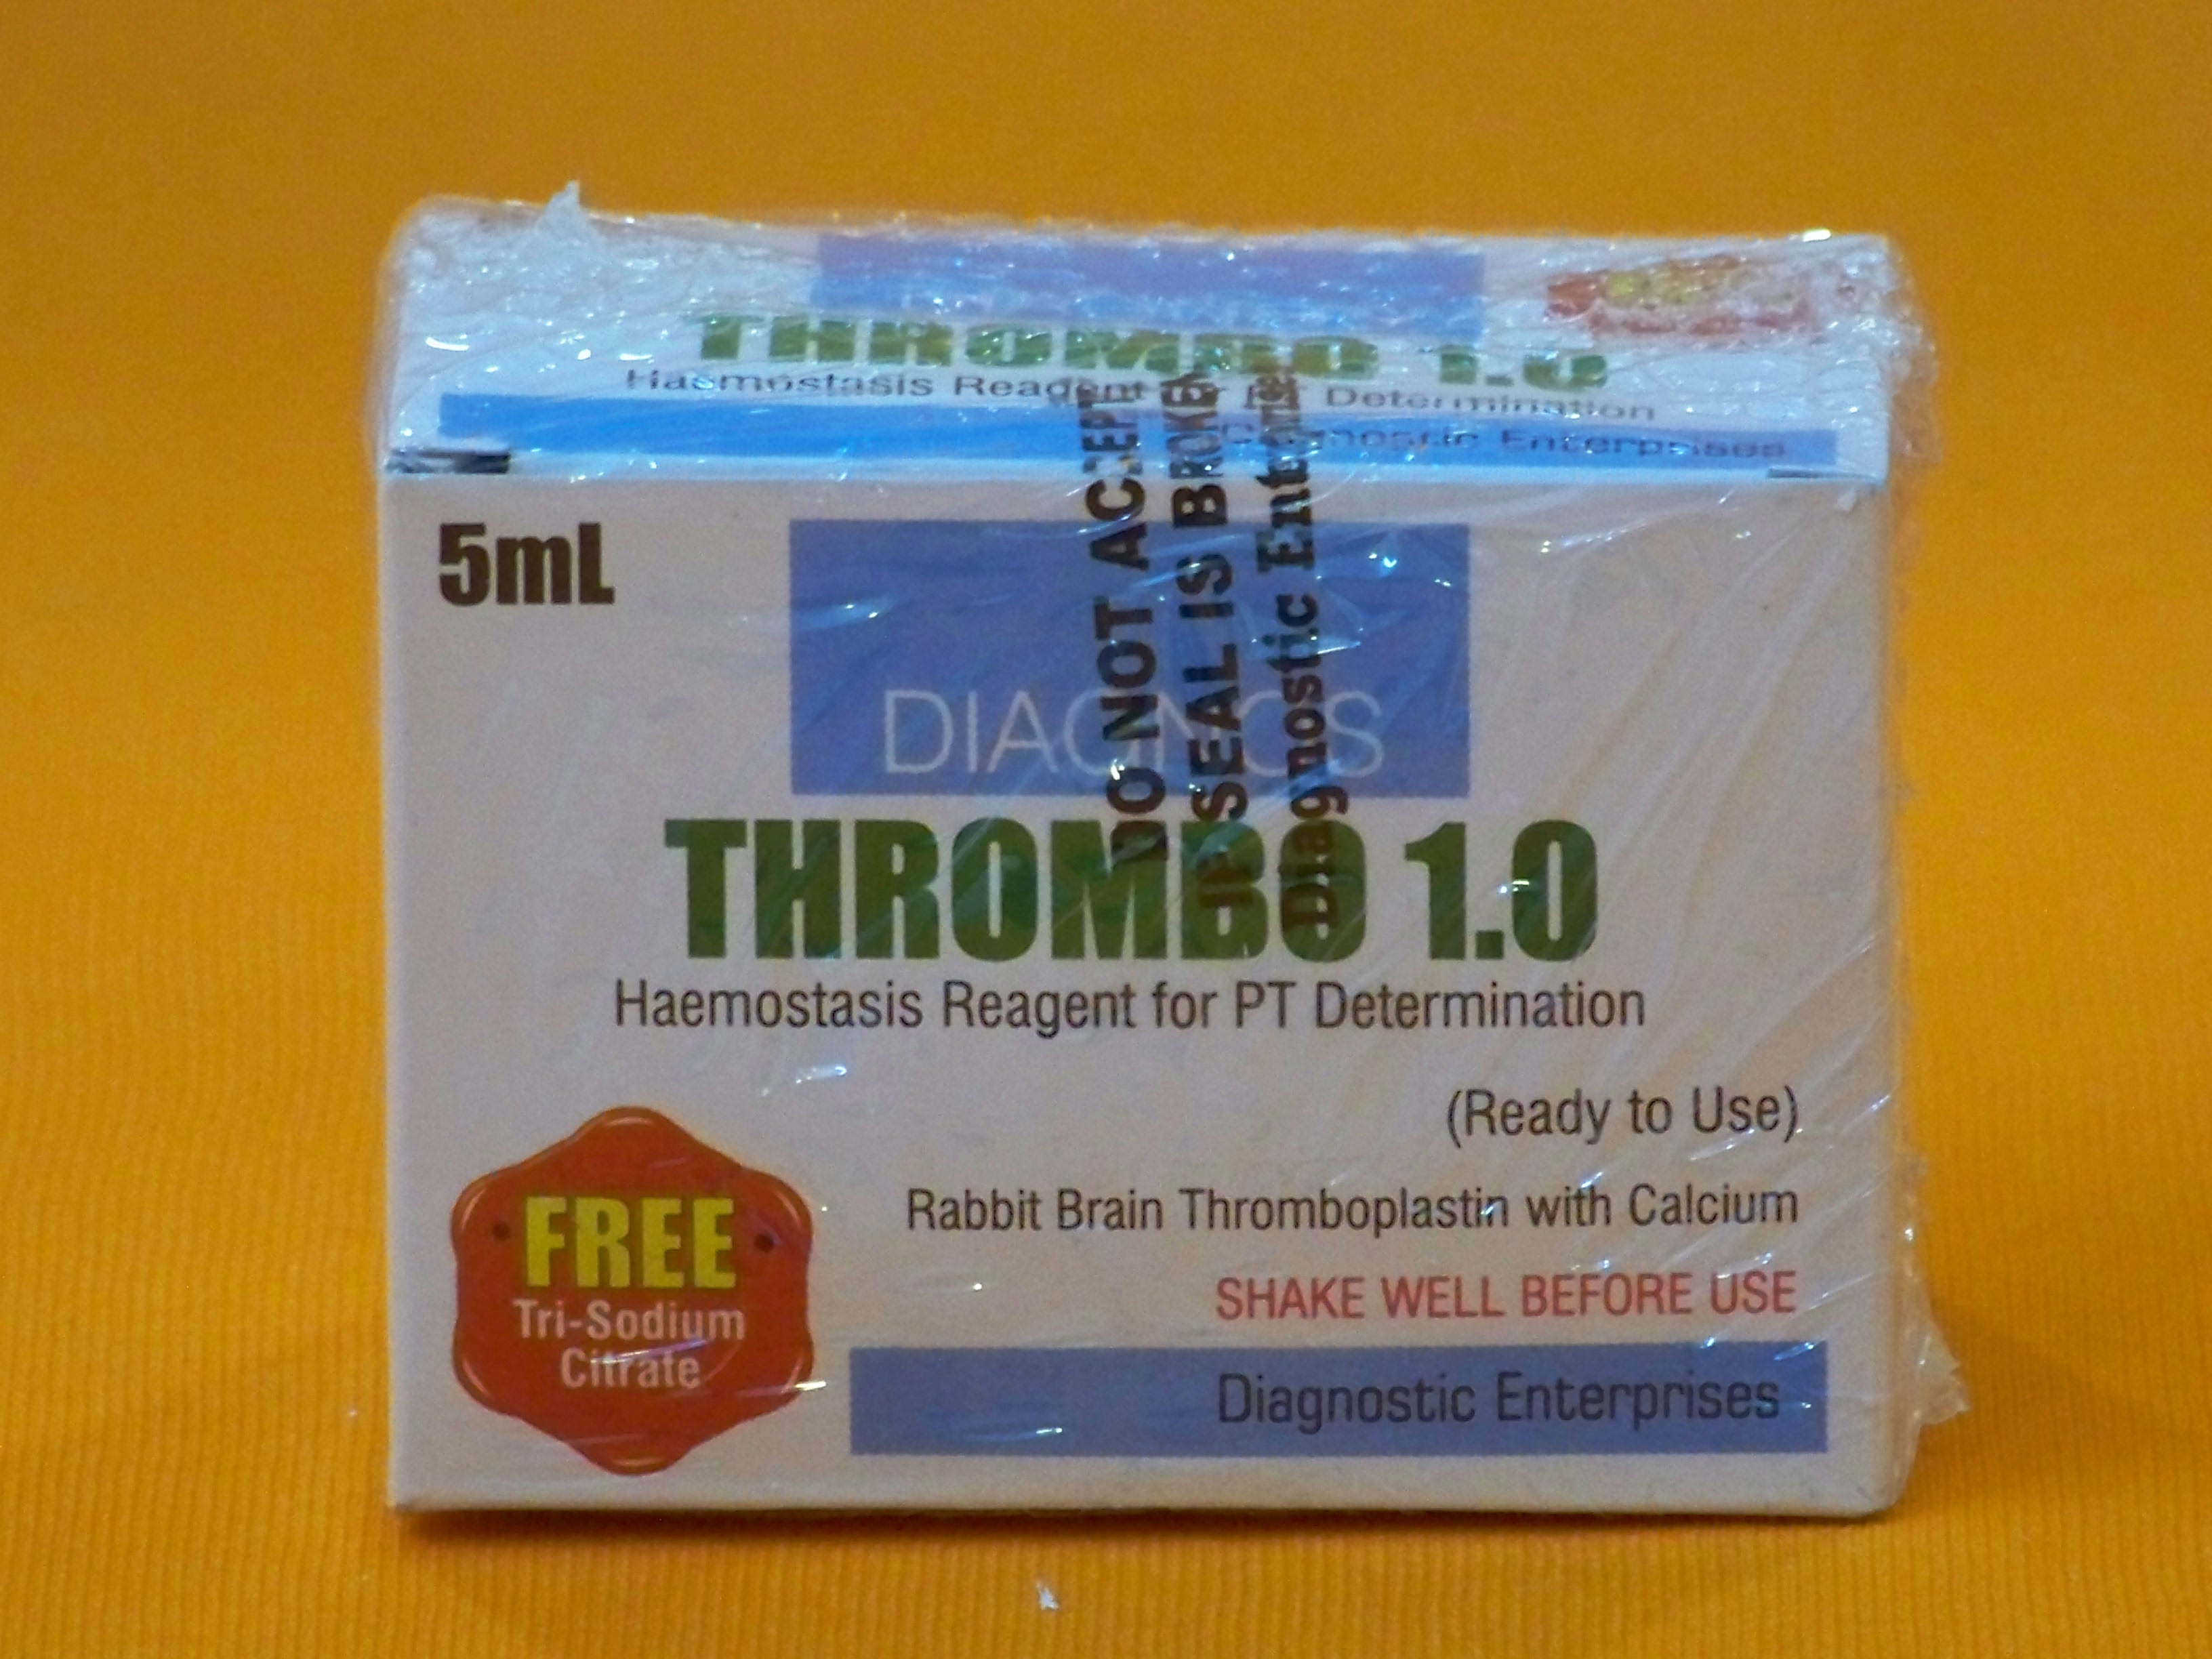 THROMBO 1.0
Haemostasis Reagent for PT Determination
Diagnostic Enterprises
5mL
DIAGNOS
THROMBO 1.0
Haemostasis Reagent for PT Determination
(Ready to Use)
Rabbit Brain Thromboplastin with Calcium
SHAKE WELL BEFORE USE
Diagnostic Enterprises
FREE
Tri-Sodium
Citrate
DO NOT ACCEPT
IF SEAL IS BROKEN
Diagnostic Enterprises